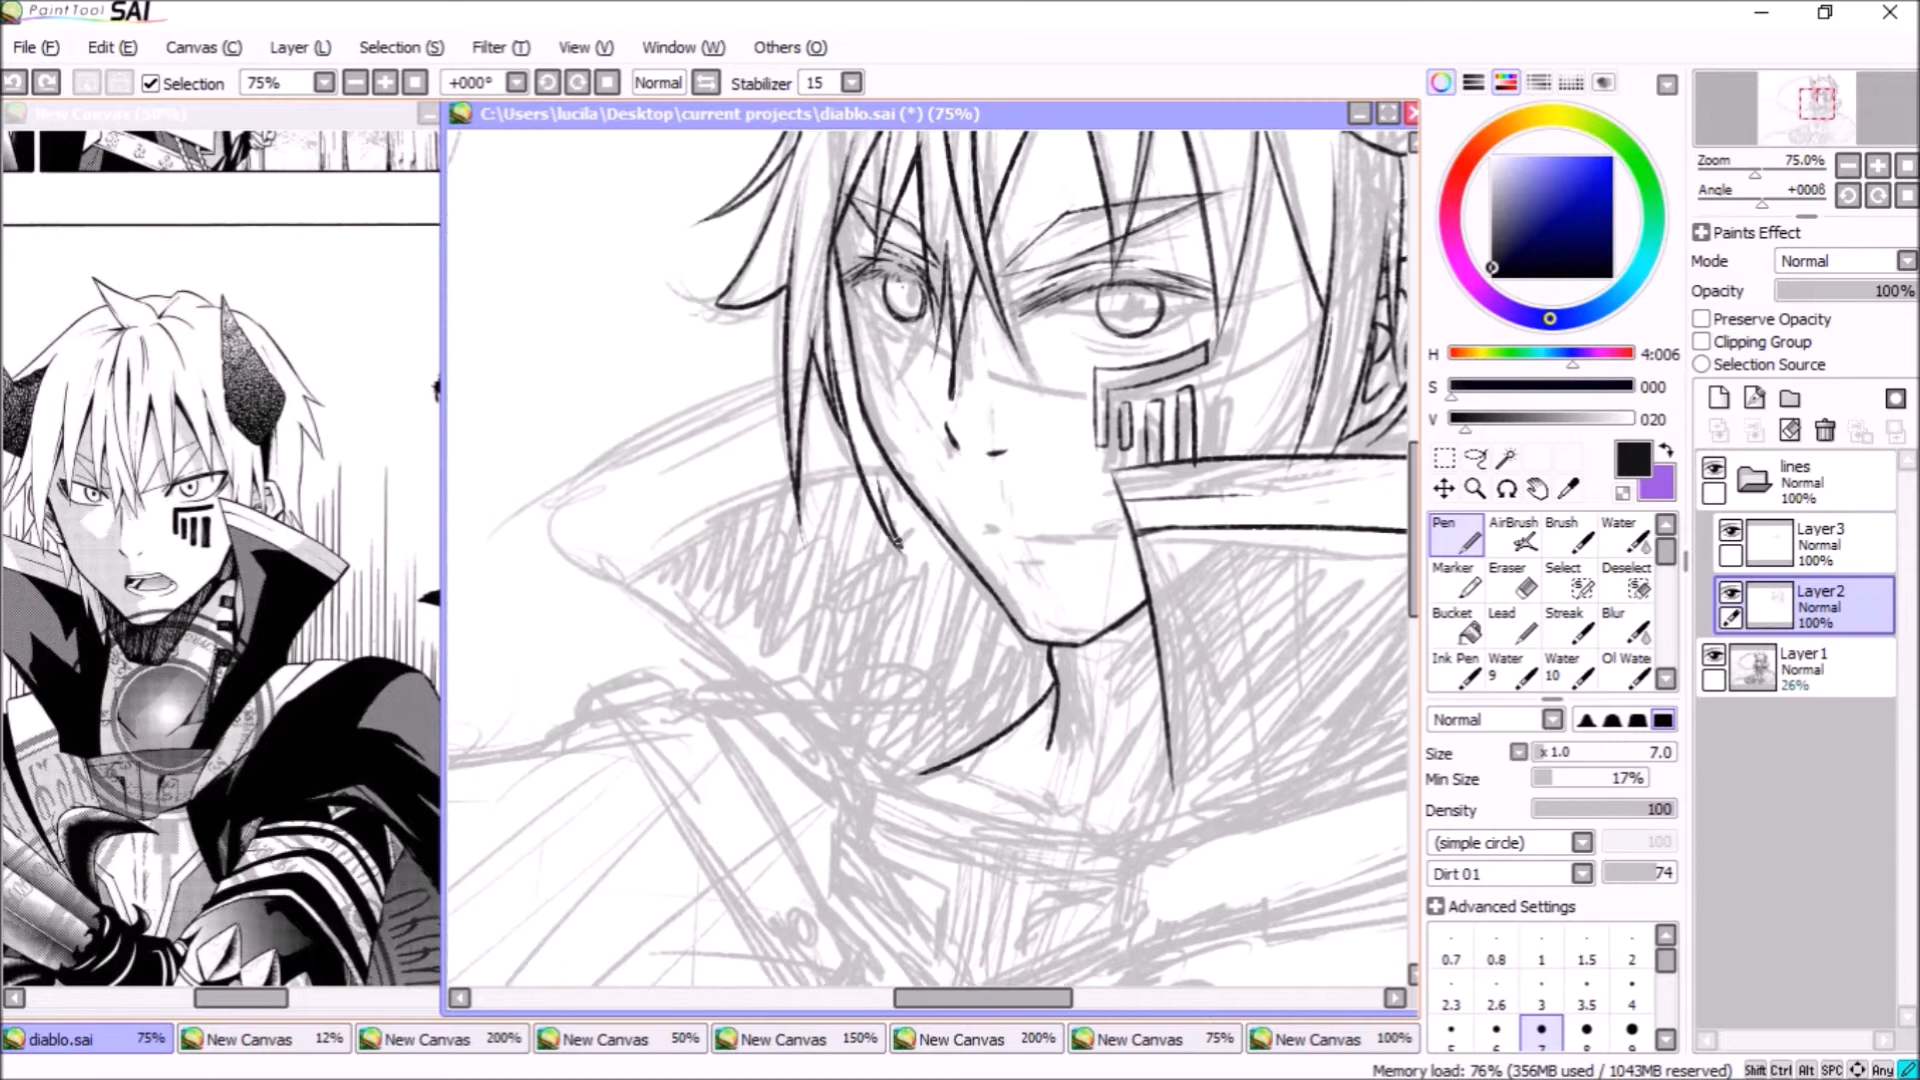 PaintTool SAI
File (F) Edit (E) Canvas (C) Layer (L) Selection (S) Filter (T) View (V) Window (W) Others (O)
Selection 75% +000° Normal Stabilizer 15
New Canvas (50%)
C:\Users\lucila\Desktop\current projects\diablo.sai (*) (75%)
Zoom 75.0%
Angle +0008
Paints Effect
Mode Normal
Opacity 100%
Preserve Opacity
Clipping Group
Selection Source
H 4:006
S 000
V 020
lines
Normal
100%
Layer3
Normal
100%
Layer2
Normal
100%
Layer1
Normal
26%
Pen AirBrush Brush Water
Marker Eraser Select Deselect
Bucket Lead Streak Blur
Ink Pen Water 9 Water 10 Ol Wate
Normal
Size x 1.0 7.0
Min Size 17%
Density 100
(simple circle) 100
Dirt 01 74
Advanced Settings
0.7 0.8 1 1.5 2
2.3 2.6 3 3.5 4
7
diablo.sai 75% New Canvas 12% New Canvas 200% New Canvas 50% New Canvas 150% New Canvas 200% New Canvas 75% New Canvas 100%
Memory load: 76% (356MB used / 1043MB reserved) Shift Ctrl Alt SPC Any